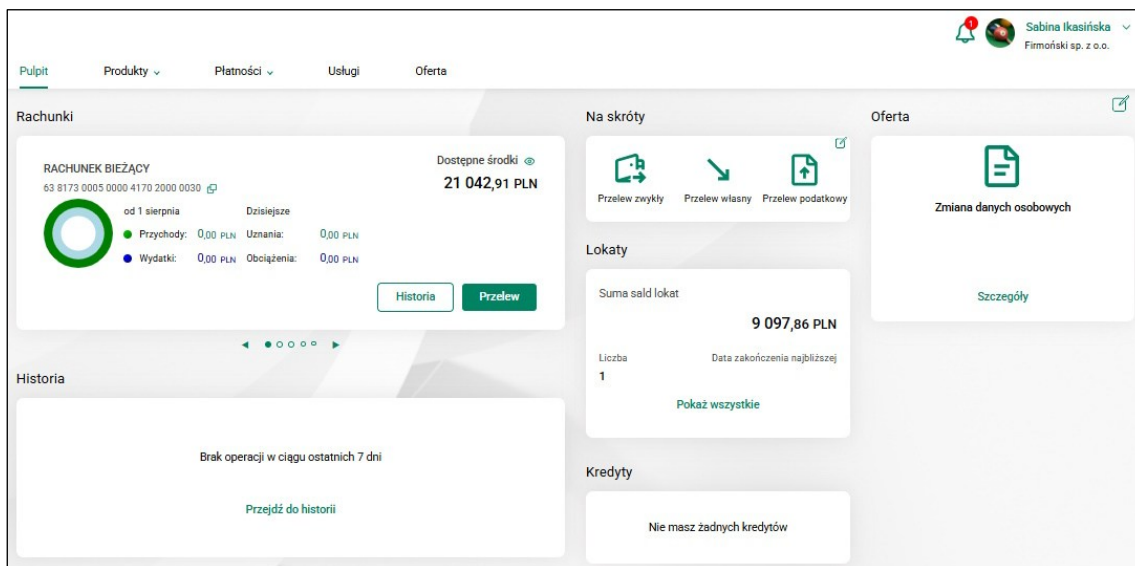 1
Sabina Ikasińska
Firmoński sp. z o.o.
Pulpit Produkty Płatności Usługi Oferta
Rachunki
RACHUNEK BIEŻĄCY
63 8173 0005 0000 4170 2000 0030
Dostępne środki
21 042,91 PLN
od 1 sierpnia Dzisiejsze
Przychody: 0,00 PLN Uznania: 0,00 PLN
Wydatki: 0,00 PLN Obciążenia: 0,00 PLN
Historia Przelew
Historia
Brak operacji w ciągu ostatnich 7 dni
Przejdź do historii
Na skróty
Przelew zwykły Przelew własny Przelew podatkowy
Lokaty
Suma sald lokat
9 097,86 PLN
Liczba Data zakończenia najbliższej
1
Pokaż wszystkie
Kredyty
Nie masz żadnych kredytów
Oferta
Zmiana danych osobowych
Szczegóły